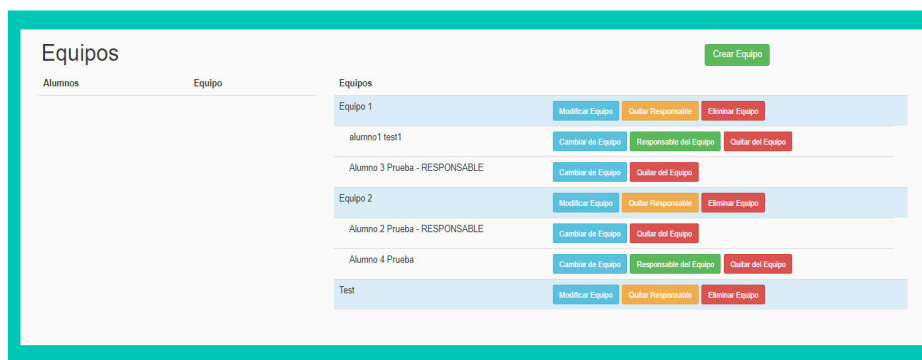 Equipos
Crear Equipo
Alumnos Equipo Equipos
Equipo 1 Modificar Equipo Quitar Responsable Eliminar Equipo
alumno1 test1 Cambiar de Equipo Responsable del Equipo Quitar del Equipo
Alumno 3 Prueba - RESPONSABLE Cambiar de Equipo Quitar del Equipo
Equipo 2 Modificar Equipo Quitar Responsable Eliminar Equipo
Alumno 2 Prueba - RESPONSABLE Cambiar de Equipo Quitar del Equipo
Alumno 4 Prueba Cambiar de Equipo Responsable del Equipo Quitar del Equipo
Test Modificar Equipo Quitar Responsable Eliminar Equipo